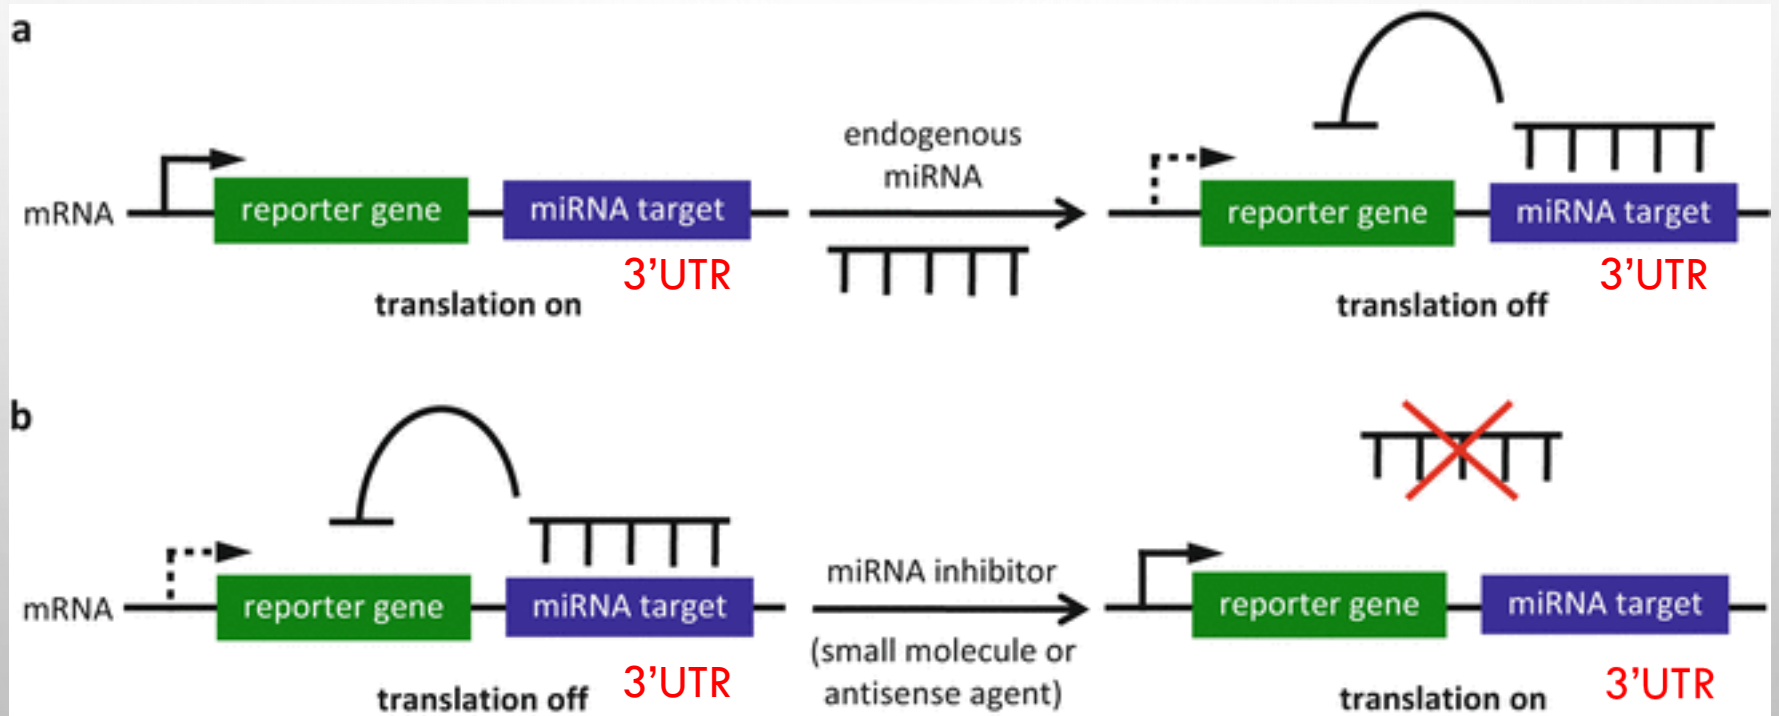 a
endogenous
miRNA
mRNA
reporter gene
miRNA target
reporter gene
miRNA target
3’UTR
3’UTR
translation on
translation off
b
miRNA inhibitor
mRNA
reporter gene
miRNA target
reporter gene
miRNA target
(small molecule or
antisense agent)
3’UTR
3’UTR
translation off
translation on